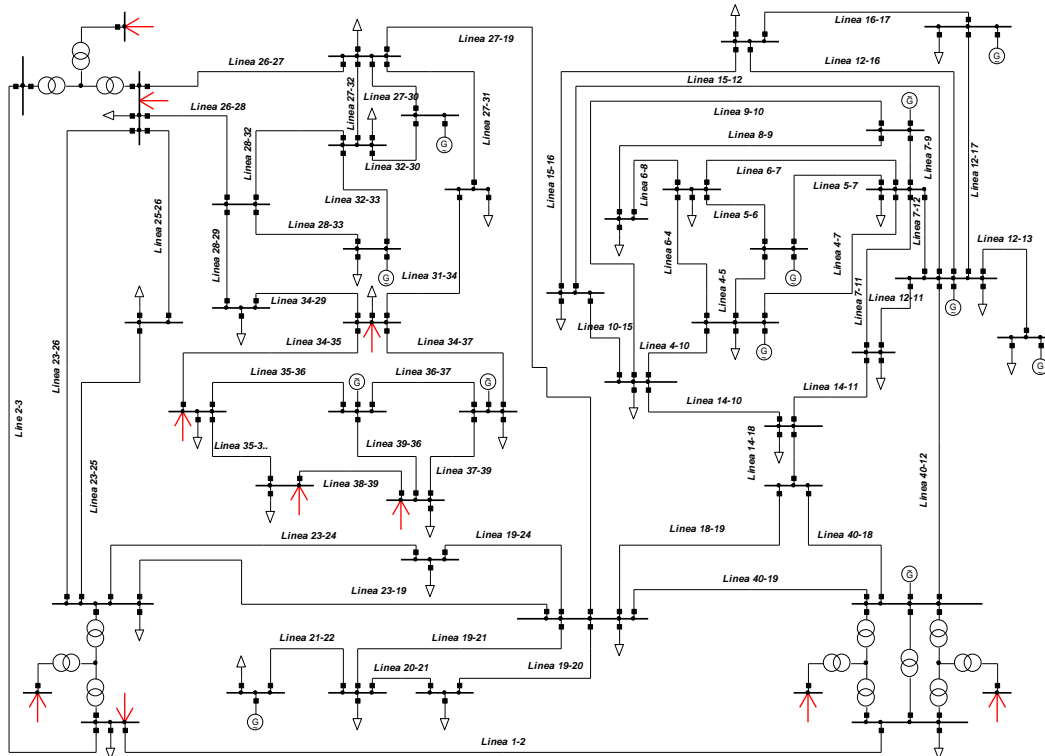 Linea 16-17
Linea 27-19
Linea 12-16
Linea 26-27
Linea 15-12
Linea 27-32
Linea 27-30
Linea 27-31
G
G
Linea 26-28
Linea 9-10
Linea 28-32
Linea 8-9
G
Linea 7-9
Linea 12-17
Linea 32-30
Linea 6-8
Linea 6-7
Linea 5-7
Linea 32-33
Linea 7-12
Linea 25-26
Linea 28-33
Linea 5-6
Linea 15-16
Linea 28-29
Linea 6-4
Linea 4-7
Linea 12-13
G
Linea 31-34
Linea 4-5
G
Linea 34-29
Linea 7-11
Linea 12-11
G
Linea 23-26
Linea 34-35
Linea 34-37
Linea 10-15
Linea 4-10
G
G
Line 2-3
Linea 35-36
Linea 36-37
G
G
Linea 14-11
Linea 14-10
Linea 35-3..
Linea 39-36
Linea 14-18
Linea 23-25
Linea 37-39
Linea 38-39
Linea 40-12
Linea 23-24
Linea 19-24
Linea 18-19
Linea 40-18
G
Linea 23-19
Linea 40-19
Linea 21-22
Linea 19-21
Linea 20-21
Linea 19-20
G
Linea 1-2